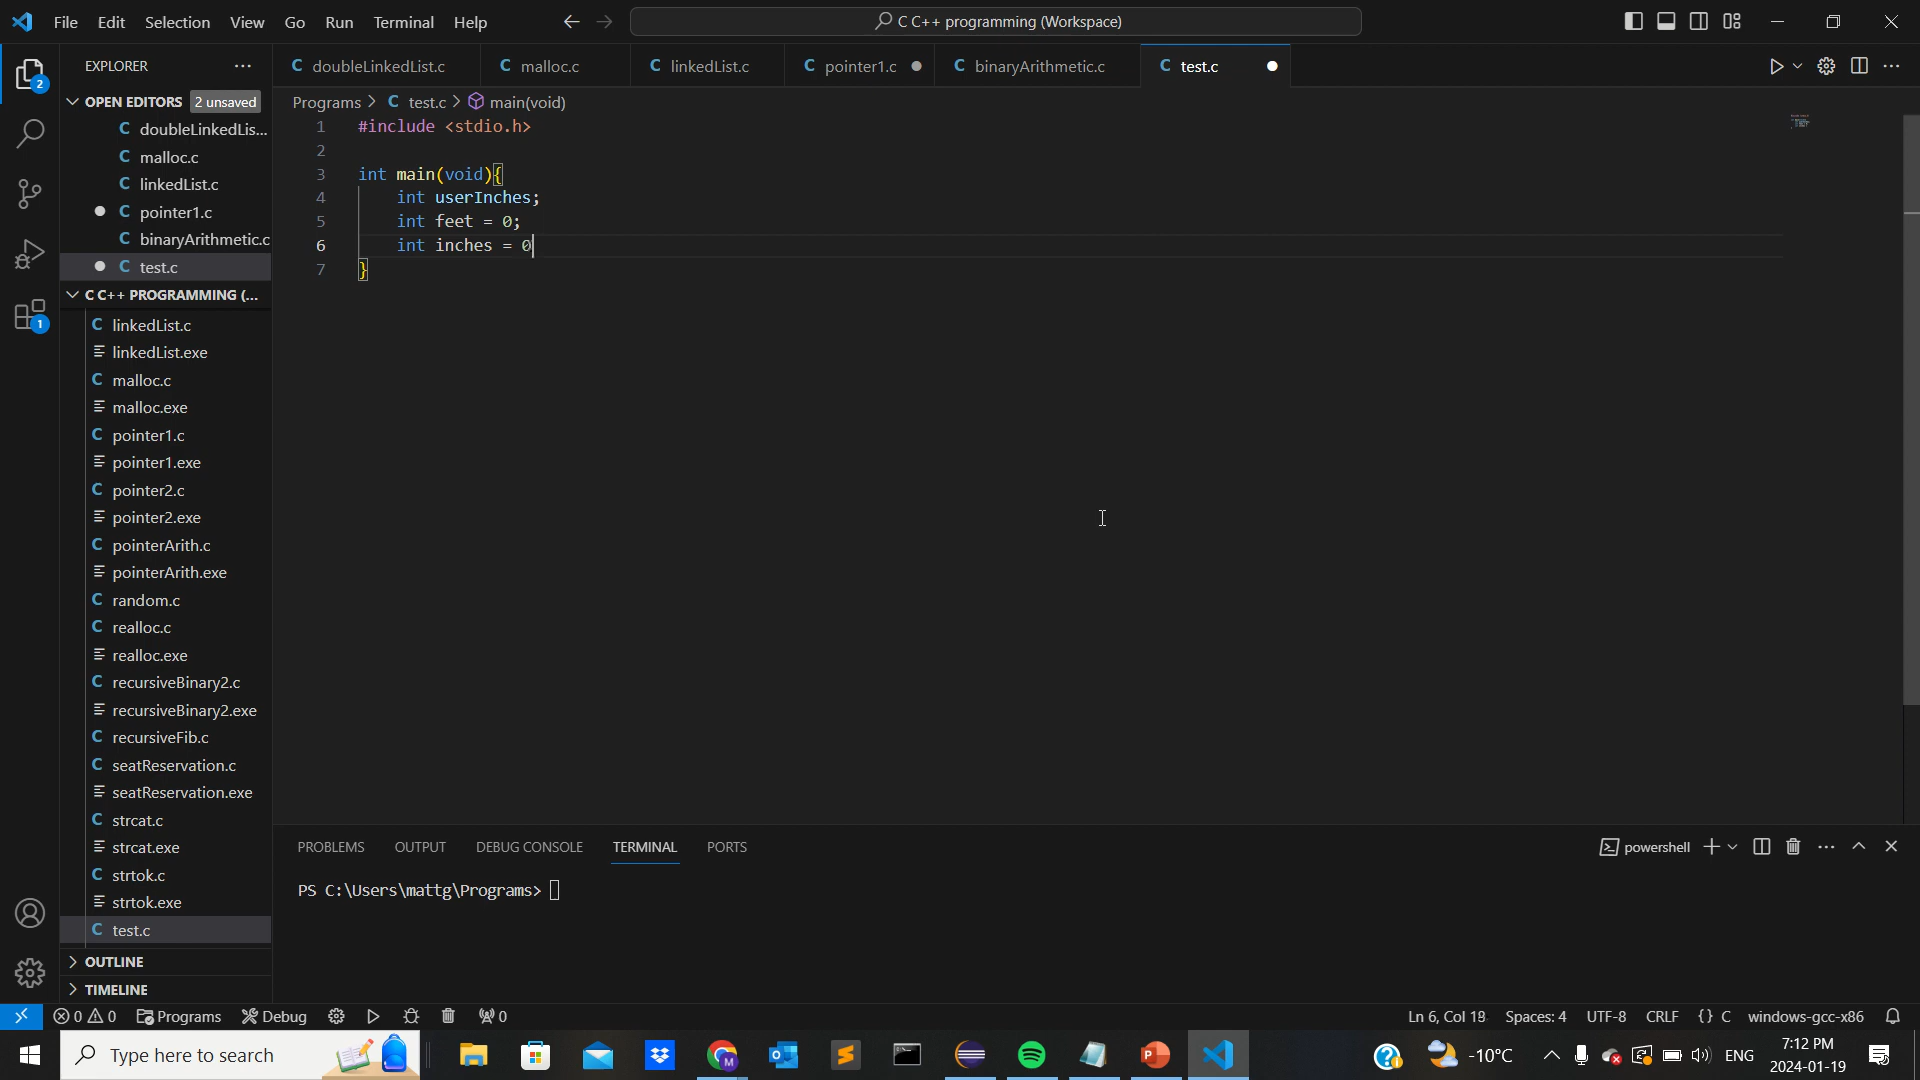 File Edit Selection View Go Run Terminal Help
C C++ programming (Workspace)
EXPLORER
OPEN EDITORS 2 unsaved
C doubleLinkedLis...
C malloc.c
C linkedList.c
C pointer1.c
C binaryArithmetic.c
C test.c
C C++ PROGRAMMING (...
C linkedList.c
linkedList.exe
C malloc.c
malloc.exe
C pointer1.c
pointer1.exe
C pointer2.c
pointer2.exe
C pointerArith.c
pointerArith.exe
C random.c
C realloc.c
realloc.exe
C recursiveBinary2.c
recursiveBinary2.exe
C recursiveFib.c
C seatReservation.c
seatReservation.exe
C strcat.c
strcat.exe
C strtok.c
strtok.exe
C test.c
OUTLINE
TIMELINE
2
1
C doubleLinkedList.c C malloc.c C linkedList.c C pointer1.c C binaryArithmetic.c C test.c
Programs > C test.c > main(void)
1 #include <stdio.h>
2
3 int main(void){
4 int userInches;
5 int feet = 0;
6 int inches = 0
7 }
PROBLEMS OUTPUT DEBUG CONSOLE TERMINAL PORTS
powershell
PS C:\Users\mattg\Programs>
0 0 Programs Debug 0
Ln 6, Col 18 Spaces: 4 UTF-8 CRLF {} C windows-gcc-x86
Type here to search
-10°C ENG
7:12 PM
2024-01-19